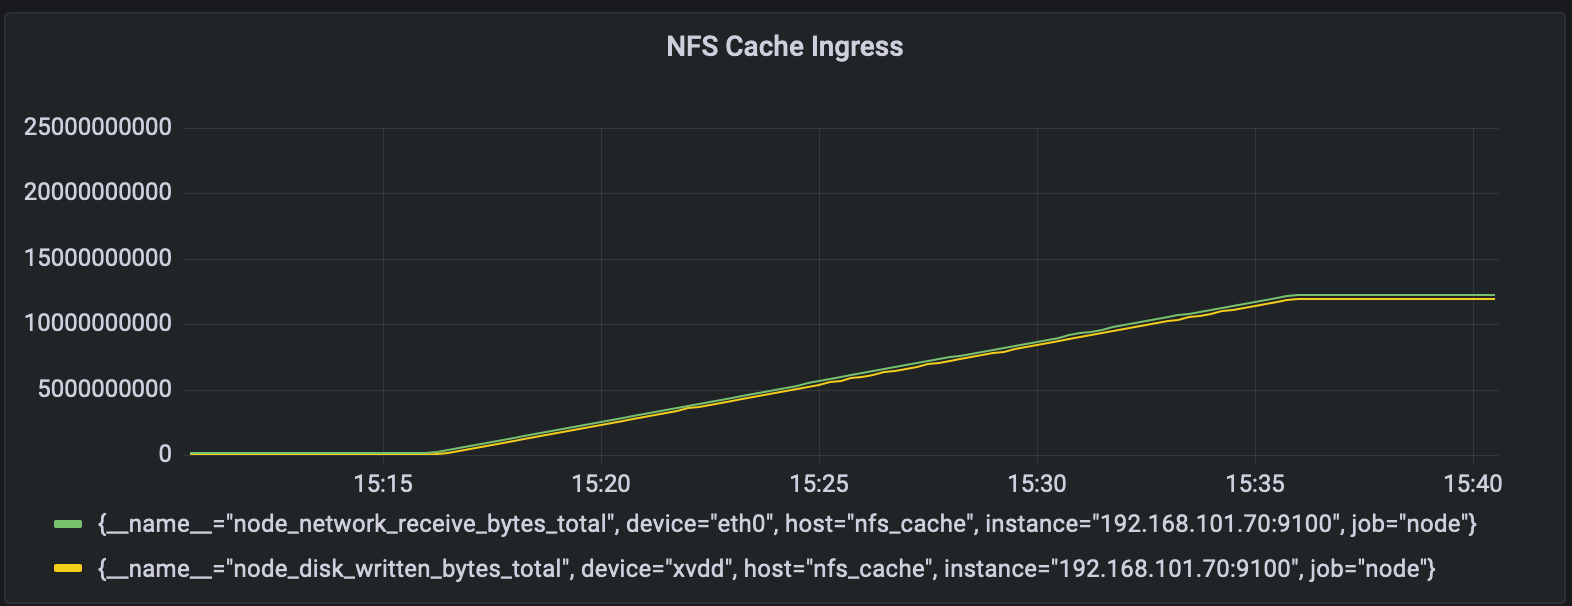 NFS Cache Ingress
25000000000
20000000000
15000000000
10000000000
5000000000
0
15:15 15:20 15:25 15:30 15:35 15:40
{__name__="node_network_receive_bytes_total", device="eth0", host="nfs_cache", instance="192.168.101.70:9100", job="node"}
{__name__="node_disk_written_bytes_total", device="xvdd", host="nfs_cache", instance="192.168.101.70:9100", job="node"}